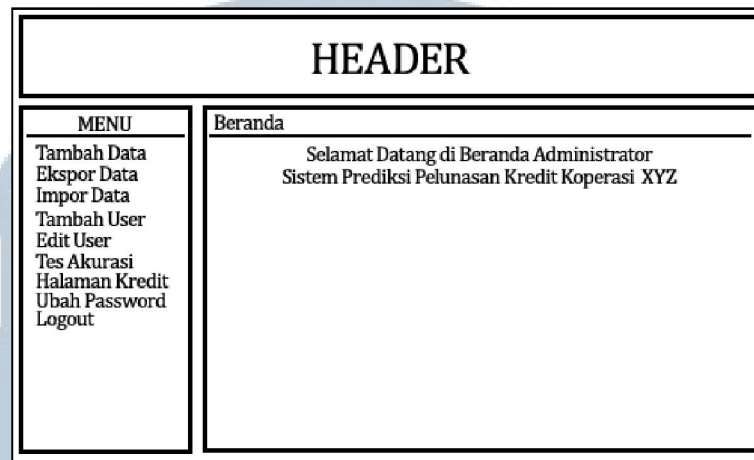 HEADER
MENU
Tambah Data
Ekspor Data
Impor Data
Tambah User
Edit User
Tes Akurasi
Halaman Kredit
Ubah Password
Logout
Beranda
Selamat Datang di Beranda Administrator
Sistem Prediksi Pelunasan Kredit Koperasi XYZ